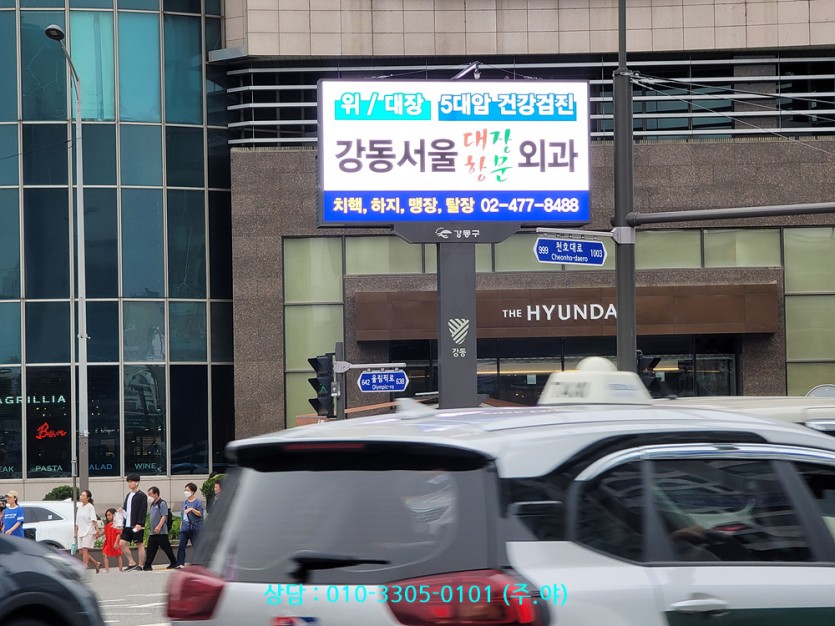 위 / 대장 5대암 건강검진
강동서울 대장항문 외과
치핵, 하지, 맹장, 탈장 02-477-8488
강동구
999 천호대로 1003
Cheonho-daero
THE HYUNDA
강동
642 올림픽로 638
Olympic-ro
AGRILLIA
EAK PASTA SALAD WINE
TAXI
상담 : 010-3305-0101 (주.야)